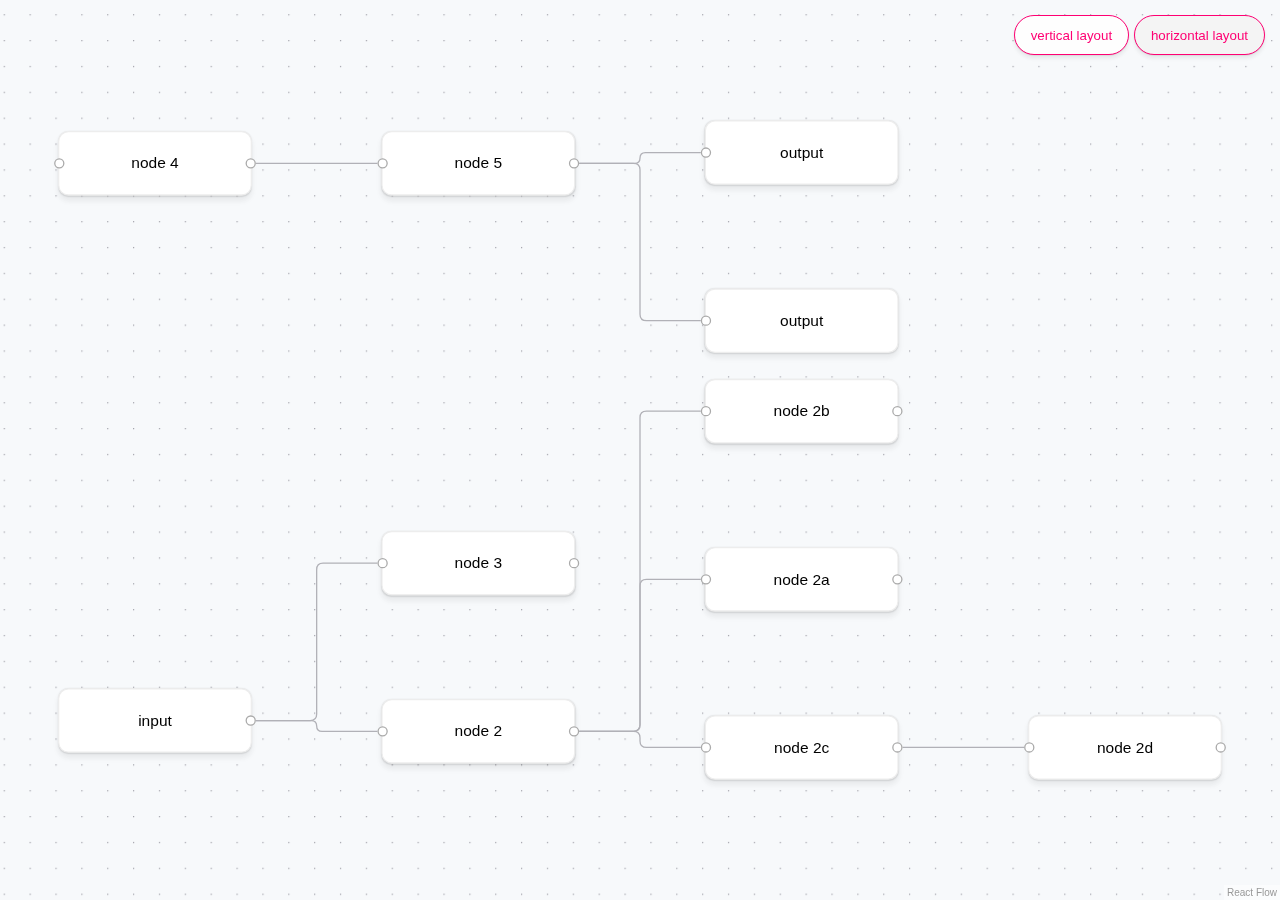 vertical layout
horizontal layout
node 4
node 5
output
output
node 2b
node 3
node 2a
input
node 2
node 2c
node 2d
React Flow